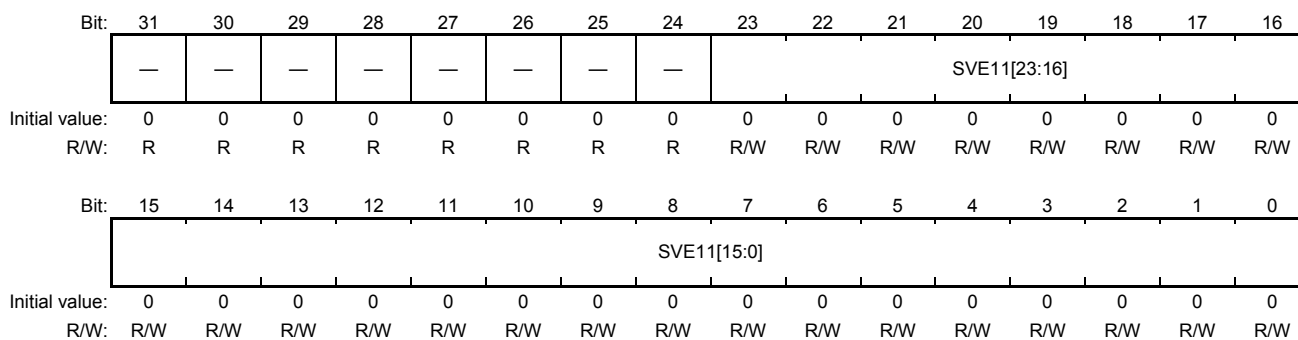 Bit: 31 30 29 28 27 26 25 24 23 22 21 20 19 18 17 16
— — — — — — — — SVE11[23:16]
Initial value: 0 0 0 0 0 0 0 0 0 0 0 0 0 0 0 0
R/W: R R R R R R R R R/W R/W R/W R/W R/W R/W R/W R/W
Bit: 15 14 13 12 11 10 9 8 7 6 5 4 3 2 1 0
SVE11[15:0]
Initial value: 0 0 0 0 0 0 0 0 0 0 0 0 0 0 0 0
R/W: R/W R/W R/W R/W R/W R/W R/W R/W R/W R/W R/W R/W R/W R/W R/W R/W